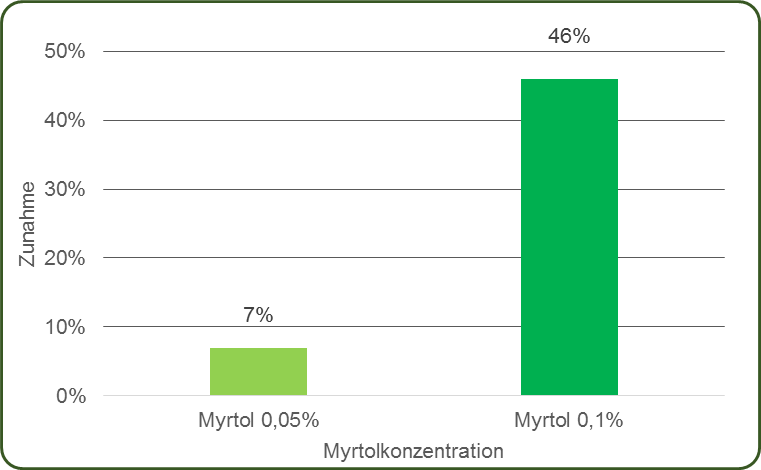 46%
50%
40%
30%
20%
10%
0%
Zunahme
7%
Myrtol 0,05%
Myrtol 0,1%
Myrtolkonzentration